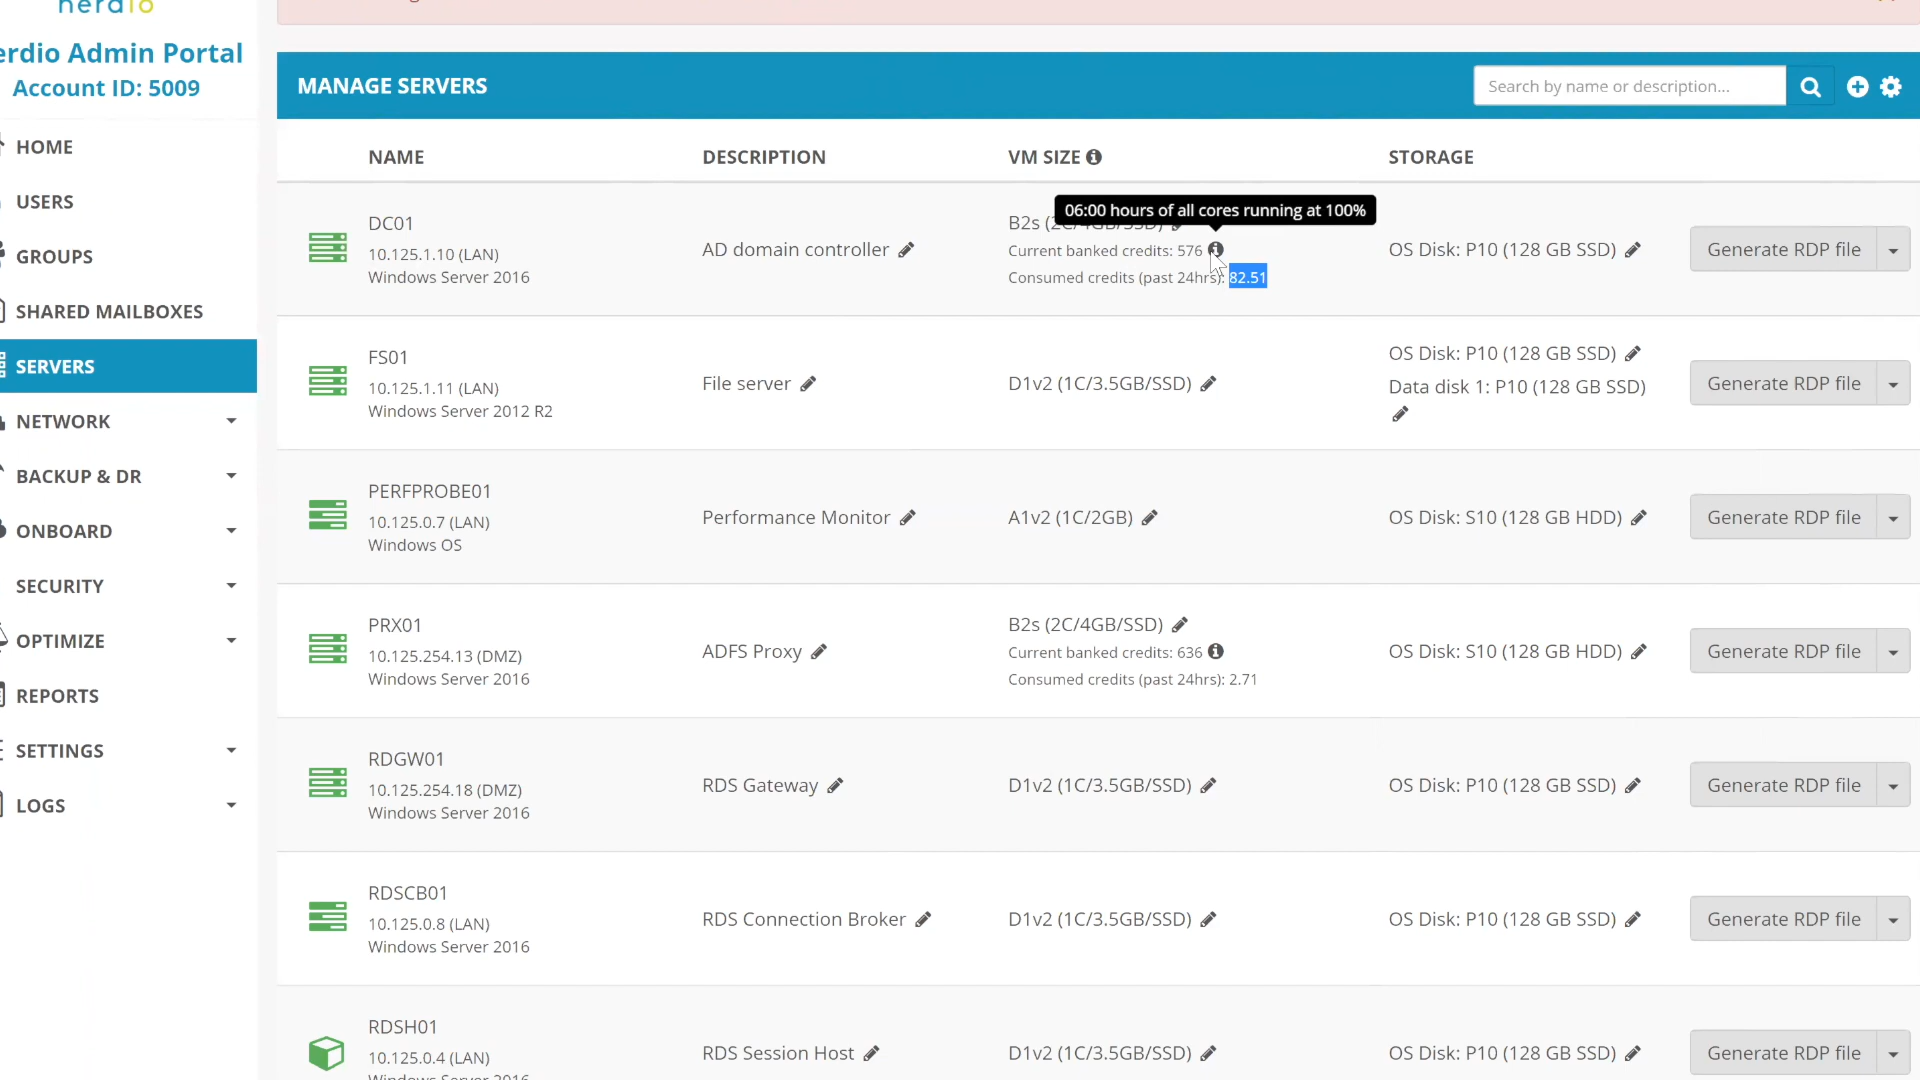 nerdio
erdio Admin Portal
Account ID: 5009
HOME
USERS
GROUPS
SHARED MAILBOXES
SERVERS
NETWORK
BACKUP & DR
ONBOARD
SECURITY
OPTIMIZE
REPORTS
SETTINGS
LOGS
MANAGE SERVERS
Search by name or description...
NAME DESCRIPTION VM SIZE STORAGE
DC01
10.125.1.10 (LAN)
Windows Server 2016
AD domain controller
06:00 hours of all cores running at 100%
B2s (2C/4GB/SSD)
Current banked credits: 576
Consumed credits (past 24hrs): 82.51
OS Disk: P10 (128 GB SSD)
Generate RDP file
FS01
10.125.1.11 (LAN)
Windows Server 2012 R2
File server
D1v2 (1C/3.5GB/SSD)
OS Disk: P10 (128 GB SSD)
Data disk 1: P10 (128 GB SSD)
Generate RDP file
PERFPROBE01
10.125.0.7 (LAN)
Windows OS
Performance Monitor
A1v2 (1C/2GB)
OS Disk: S10 (128 GB HDD)
Generate RDP file
PRX01
10.125.254.13 (DMZ)
Windows Server 2016
ADFS Proxy
B2s (2C/4GB/SSD)
Current banked credits: 636
Consumed credits (past 24hrs): 2.71
OS Disk: S10 (128 GB HDD)
Generate RDP file
RDGW01
10.125.254.18 (DMZ)
Windows Server 2016
RDS Gateway
D1v2 (1C/3.5GB/SSD)
OS Disk: P10 (128 GB SSD)
Generate RDP file
RDSCB01
10.125.0.8 (LAN)
Windows Server 2016
RDS Connection Broker
D1v2 (1C/3.5GB/SSD)
OS Disk: P10 (128 GB SSD)
Generate RDP file
RDSH01
10.125.0.4 (LAN)
Windows Server 2016
RDS Session Host
D1v2 (1C/3.5GB/SSD)
OS Disk: P10 (128 GB SSD)
Generate RDP file